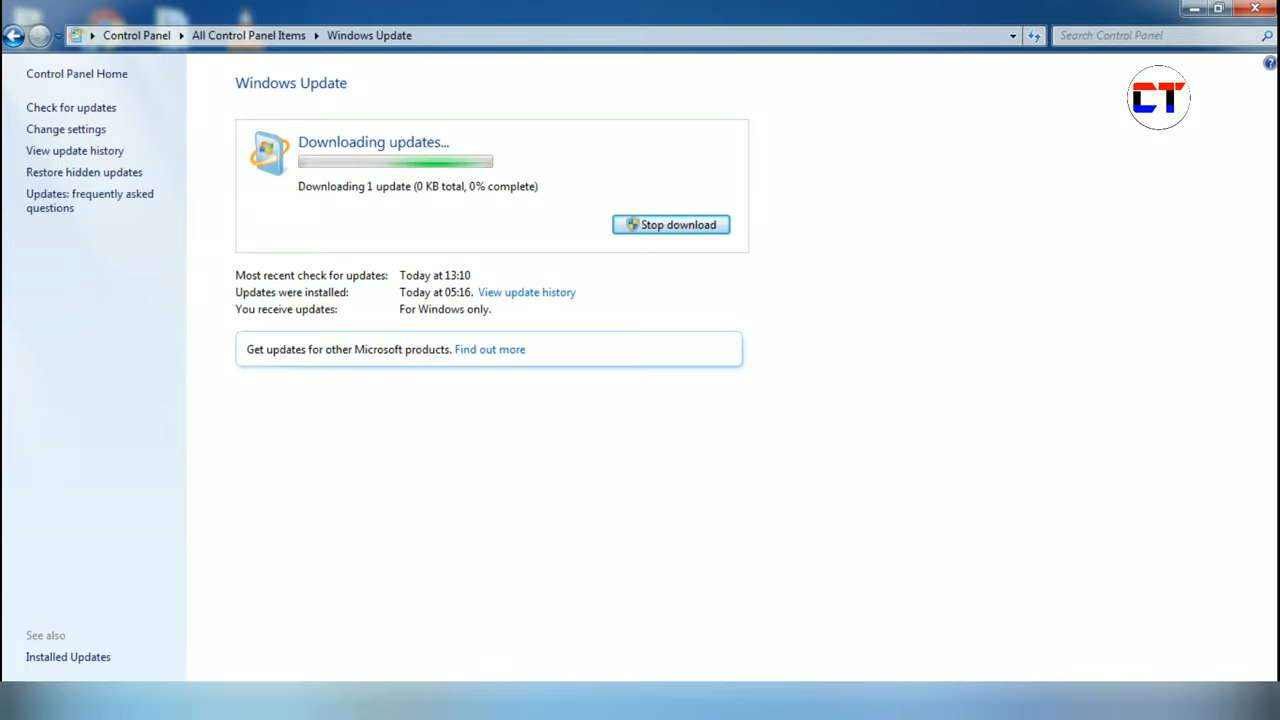 Control Panel All Control Panel Items Windows Update
Search Control Panel
Control Panel Home
Check for updates
Change settings
View update history
Restore hidden updates
Updates: frequently asked
questions
See also
Installed Updates
Windows Update
Downloading updates...
Downloading 1 update (0 KB total, 0% complete)
Stop download
Most recent check for updates: Today at 13:10
Updates were installed: Today at 05:16. View update history
You receive updates: For Windows only.
Get updates for other Microsoft products. Find out more
CT